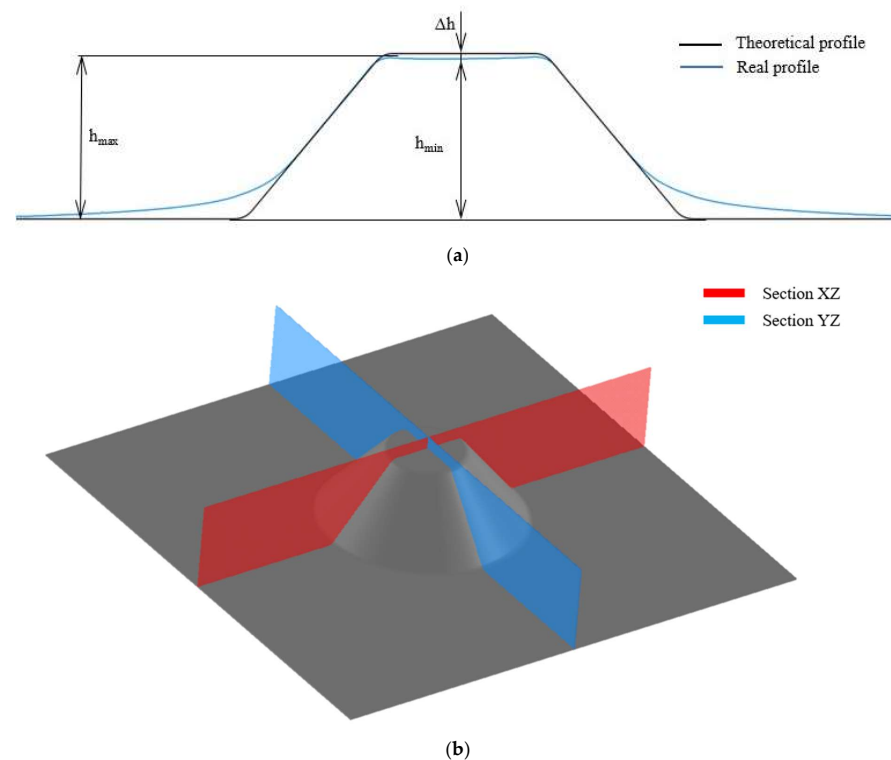 Δh
Theoretical profile
Real profile
hmax
hmin
(a)
Section XZ
Section YZ
(b)